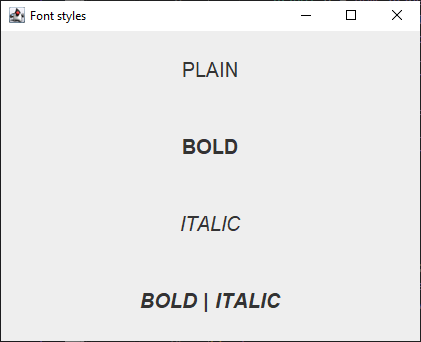 Font styles
PLAIN
BOLD
ITALIC
BOLD | ITALIC